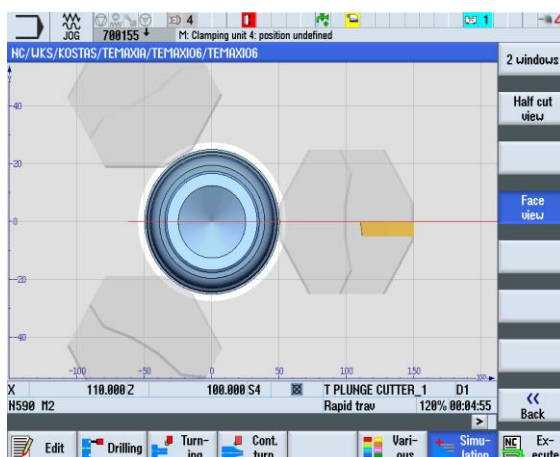 4 1
JOG 700155 M: Clamping unit 4: position undefined
NC/WKS/KOSTAS/TEMAXIA/TEMAXIO6/TEMAXIO6
2 windows
Half cut
view
Face
view
Back
Y
40
20
0
-20
-40
-100 -50 0 50 100 150
X 110.000 Z 100.000 S4 T PLUNGE CUTTER_1 D1
N590 M2 Rapid trav 120% 00:04:55
>
Edit Drilling Turn-
ing Cont.
turn Vari-
ous Simu-
lation NC Ex-
ecute